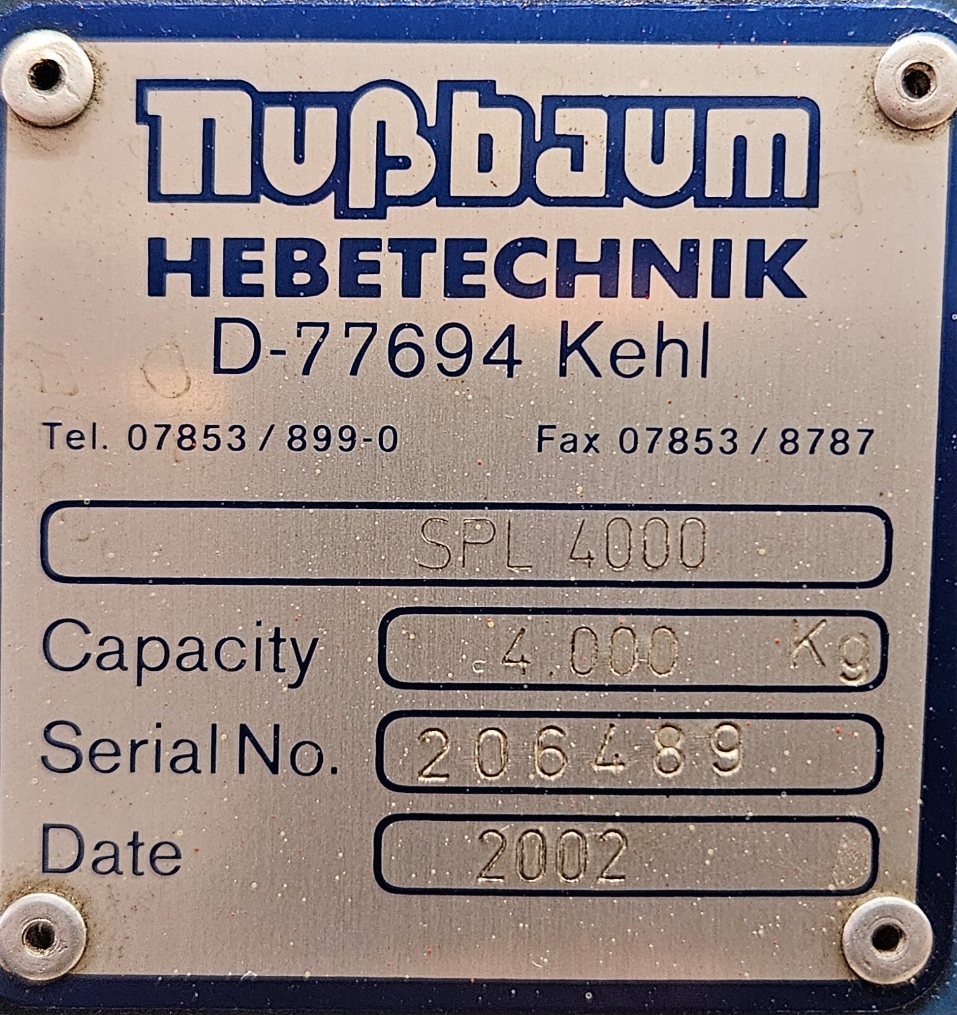 Nußbaum
HEBETECHNIK
D-77694 Kehl
Tel. 07853/899-0 Fax 07853/8787
SPL 4000
Capacity 4.000 Kg
Serial No. 206489
Date 2002